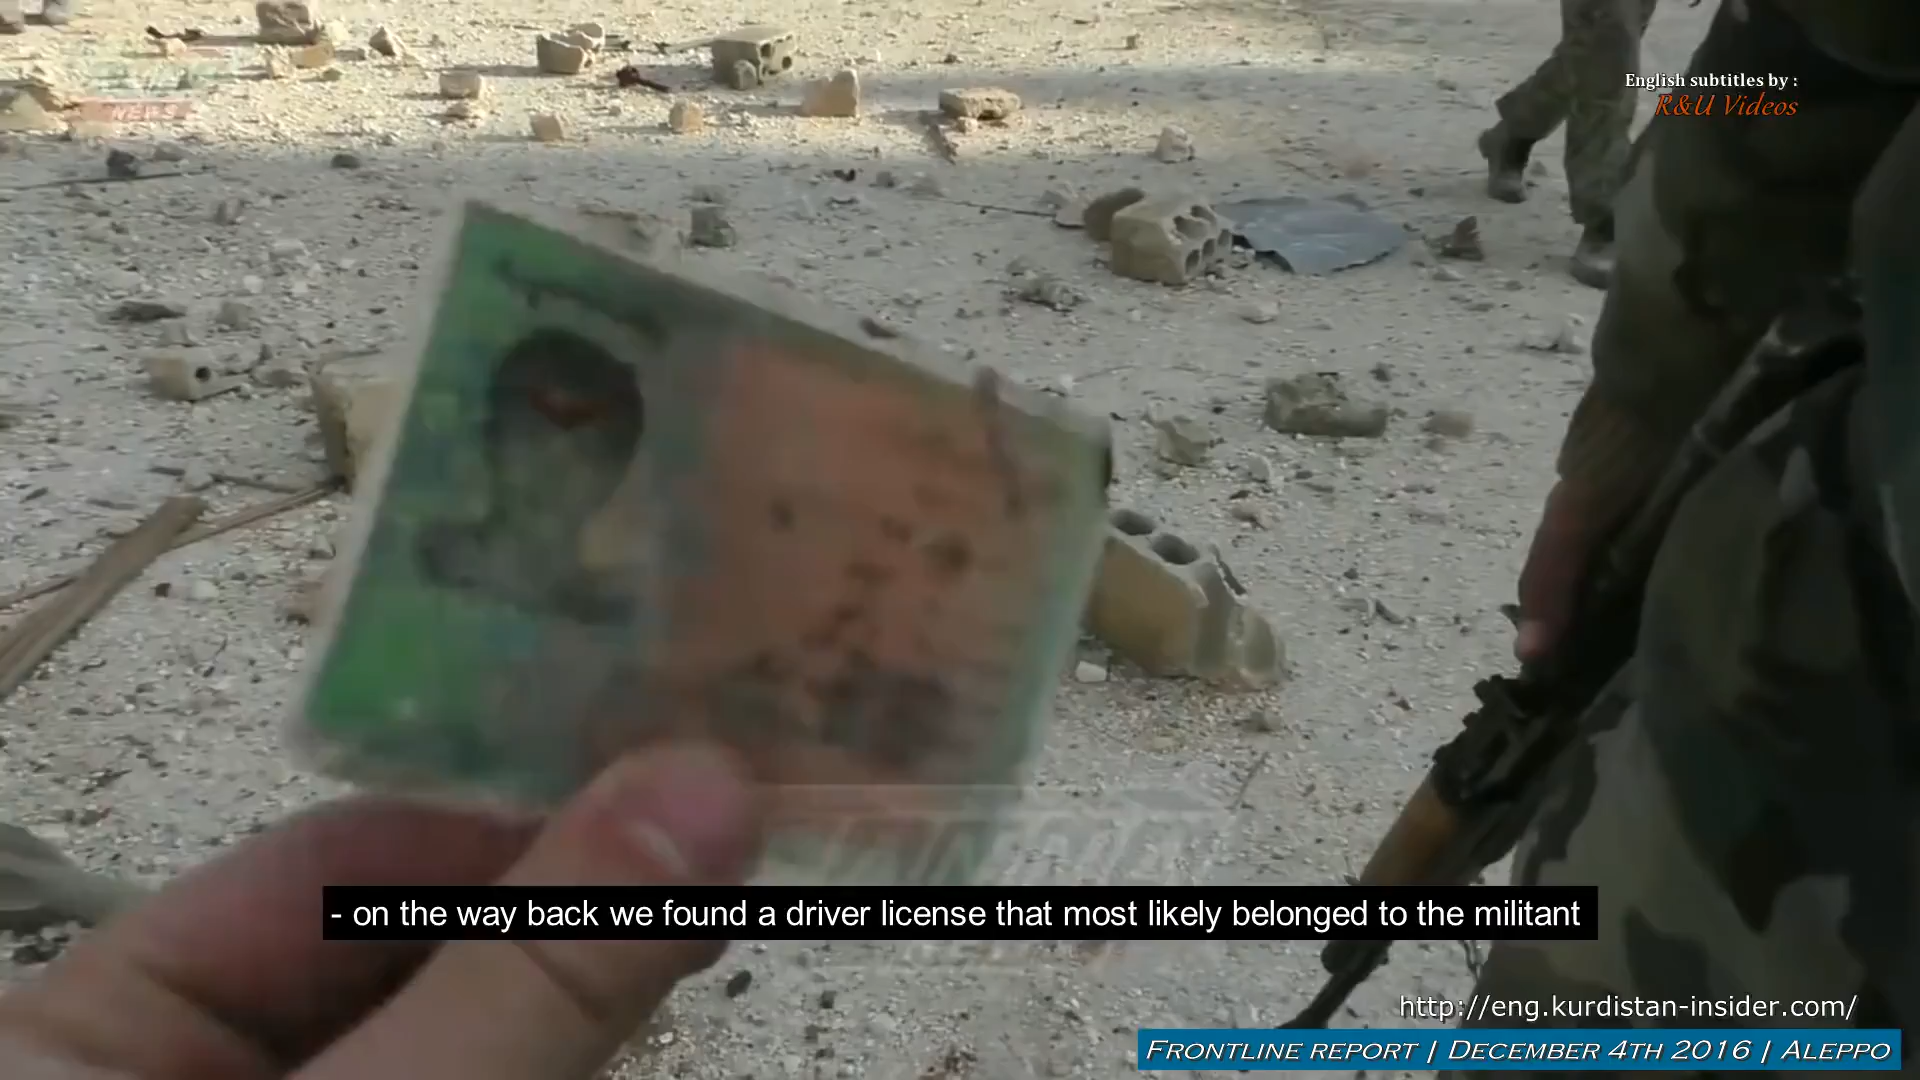 NEWS
English subtitles by :
R&U Videos
- on the way back we found a driver license that most likely belonged to the militant
http://eng.kurdistan-insider.com/
FRONTLINE REPORT | DECEMBER 4TH 2016 | ALEPPO